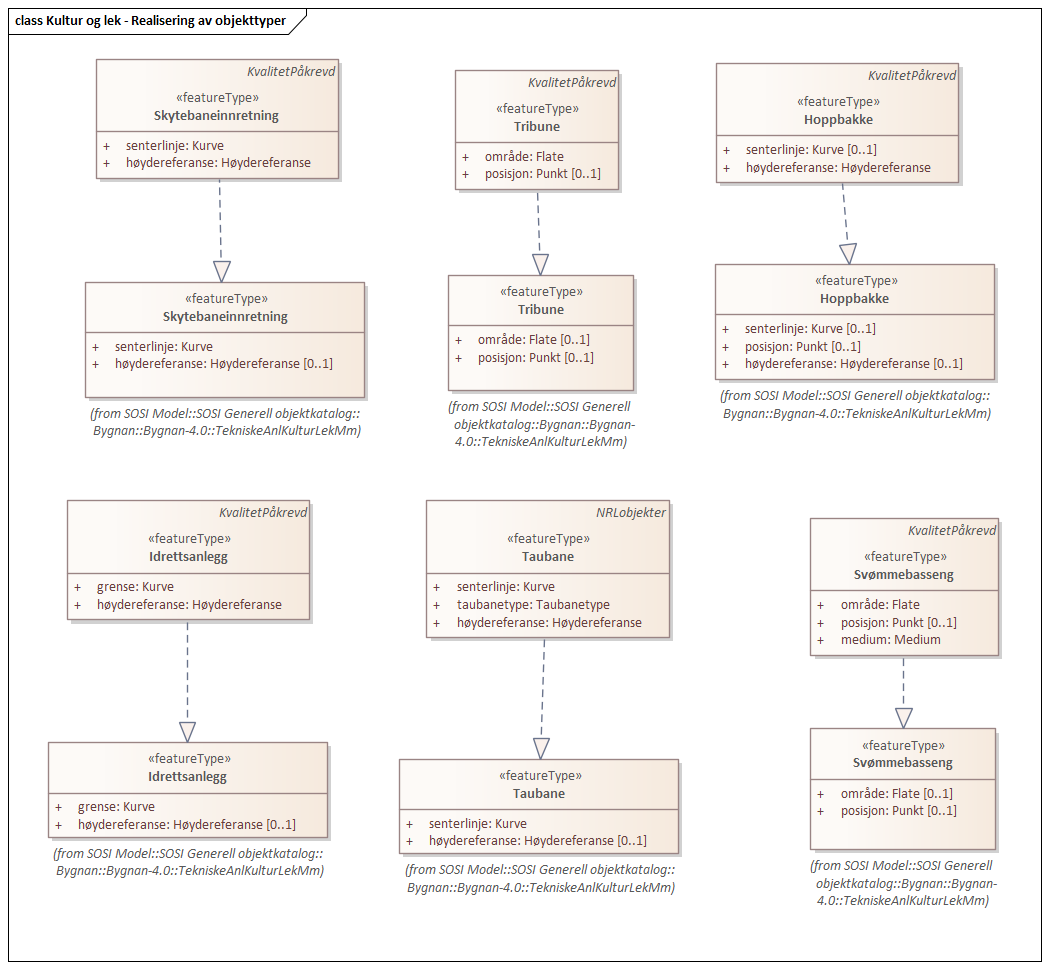 class Kultur og lek - Realisering av objekttyper
KvalitetPåkrevd
«featureType»
Skytebaneinnretning
+ senterlinje: Kurve
+ høydereferanse: Høydereferanse
KvalitetPåkrevd
«featureType»
Tribune
+ område: Flate
+ posisjon: Punkt [0..1]
KvalitetPåkrevd
«featureType»
Hoppbakke
+ senterlinje: Kurve [0..1]
+ høydereferanse: Høydereferanse
«featureType»
Skytebaneinnretning
+ senterlinje: Kurve
+ høydereferanse: Høydereferanse [0..1]
(from SOSI Model::SOSI Generell objektkatalog::
Bygnan::Bygnan-4.0::TekniskeAnlKulturLekMm)
«featureType»
Tribune
+ område: Flate [0..1]
+ posisjon: Punkt [0..1]
(from SOSI Model::SOSI Generell
objektkatalog::Bygnan::Bygnan-
4.0::TekniskeAnlKulturLekMm)
«featureType»
Hoppbakke
+ senterlinje: Kurve [0..1]
+ posisjon: Punkt [0..1]
+ høydereferanse: Høydereferanse [0..1]
(from SOSI Model::SOSI Generell objektkatalog::
Bygnan::Bygnan-4.0::TekniskeAnlKulturLekMm)
KvalitetPåkrevd
«featureType»
Idrettsanlegg
+ grense: Kurve
+ høydereferanse: Høydereferanse
NRLobjekter
«featureType»
Taubane
+ senterlinje: Kurve
+ taubanetype: Taubanetype
+ høydereferanse: Høydereferanse
KvalitetPåkrevd
«featureType»
Svømmebasseng
+ område: Flate
+ posisjon: Punkt [0..1]
+ medium: Medium
«featureType»
Idrettsanlegg
+ grense: Kurve
+ høydereferanse: Høydereferanse [0..1]
(from SOSI Model::SOSI Generell objektkatalog::
Bygnan::Bygnan-4.0::TekniskeAnlKulturLekMm)
«featureType»
Taubane
+ senterlinje: Kurve
+ høydereferanse: Høydereferanse [0..1]
(from SOSI Model::SOSI Generell objektkatalog::
Bygnan::Bygnan-4.0::TekniskeAnlKulturLekMm)
«featureType»
Svømmebasseng
+ område: Flate [0..1]
+ posisjon: Punkt [0..1]
(from SOSI Model::SOSI Generell
objektkatalog::Bygnan::Bygnan-
4.0::TekniskeAnlKulturLekMm)